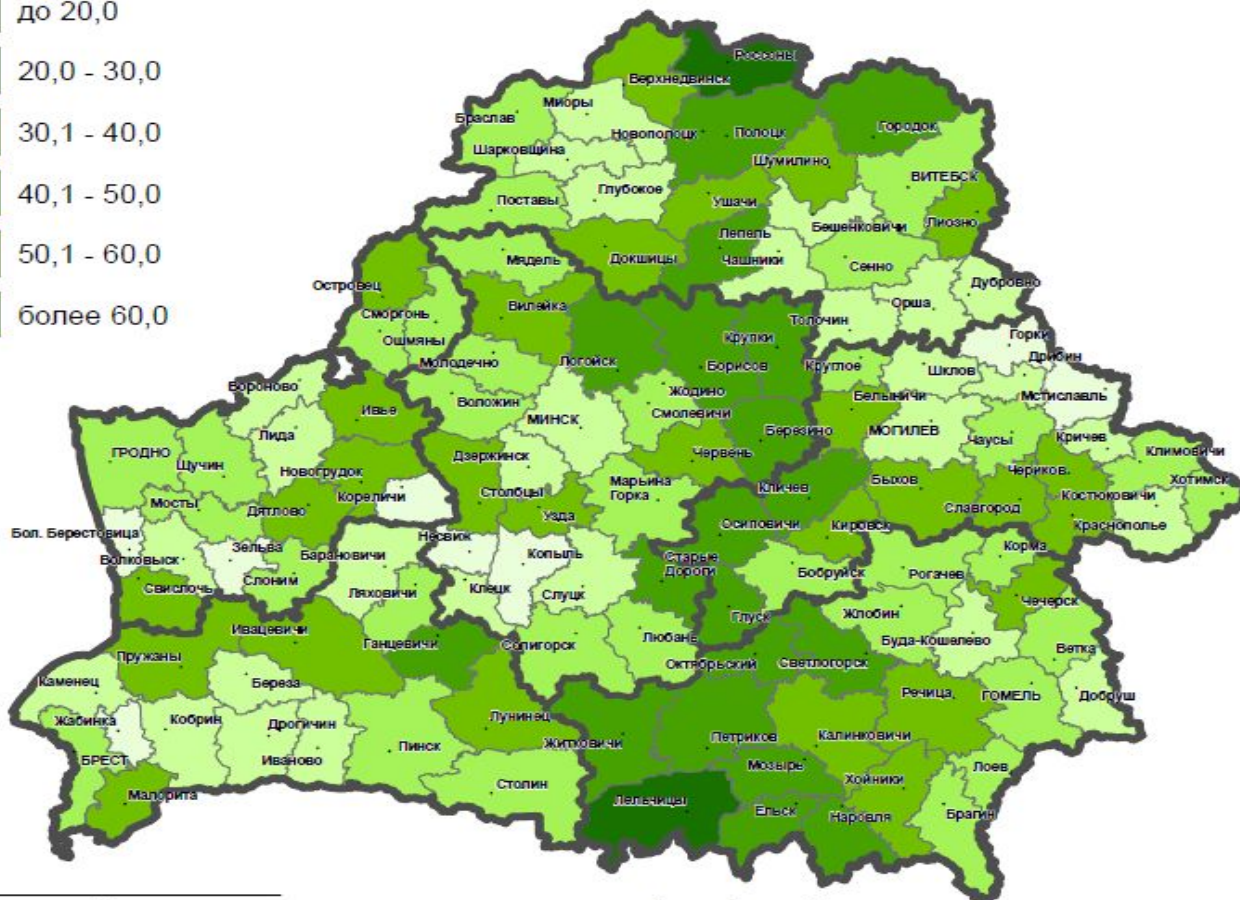 до 20,0
20,0 - 30,0
30,1 - 40,0
40,1 - 50,0
50,1 - 60,0
более 60,0
Россоны
Верхнедвинск
Миоры
Браслав
Новополоцк
Полоцк
Городок
Шарковщина
Шумилино
ВИТЕБСК
Глубокое
Поставы
Ушачи
Бешенковичи
Лиозно
Лепель
Чашники
Сенно
Мядель
Докшицы
Дубровно
Островец
Вилейка
Орша
Сморгонь
Толочин
Ошмяны
Крупки
Горки
Дрибин
Молодечно
Логойск
Борисов
Круглое
Шклов
Вороново
Жодино
Мстиславль
Ивье
Воложин
МИНСК
Смолевичи
Белыничи
Лида
Березино
МОГИЛЕВ
Чаусы
Кричев
Климовичи
ГРОДНО
Щучин
Дзержинск
Червень
Новогрудок
Чериков
Хотимск
Мосты
Кореличи
Столбцы
Марьина
Горка
Кличев
Быхов
Костюковичи
Дятлово
Узда
Славгород
Краснополье
Бол. Берестовица
Осиповичи
Кировск
Несвиж
Волковыск
Зельва
Барановичи
Копыль
Старые
Дороги
Корма
Свислочь
Слоним
Ляховичи
Клецк
Слуцк
Бобруйск
Рогачев
Чечерск
Жлобин
Глуск
Ивацевичи
Ганцевичи
Солигорск
Любань
Буда-Кошелево
Ветка
Пружаны
Октябрьский
Светлогорск
Каменец
Береза
Речица
ГОМЕЛЬ
Добруш
Жабинка
Кобрин
Дрогичин
Лунинец
Житковичи
Петриков
Калинковичи
Пинск
БРЕСТ
Иваново
Мозырь
Хойники
Лоев
Столин
Малорита
Лельчицы
Ельск
Наровля
Брагин